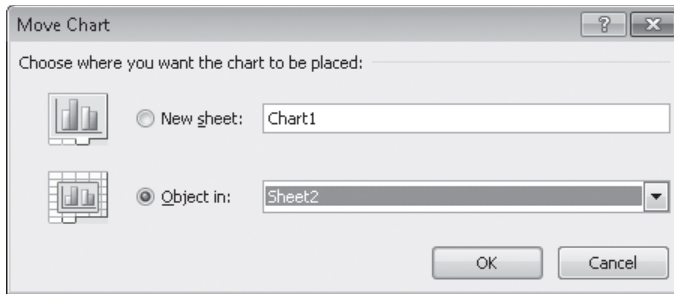 Move Chart
?
Choose where you want the chart to be placed:
New sheet: Chart1
Object in: Sheet2
OK Cancel